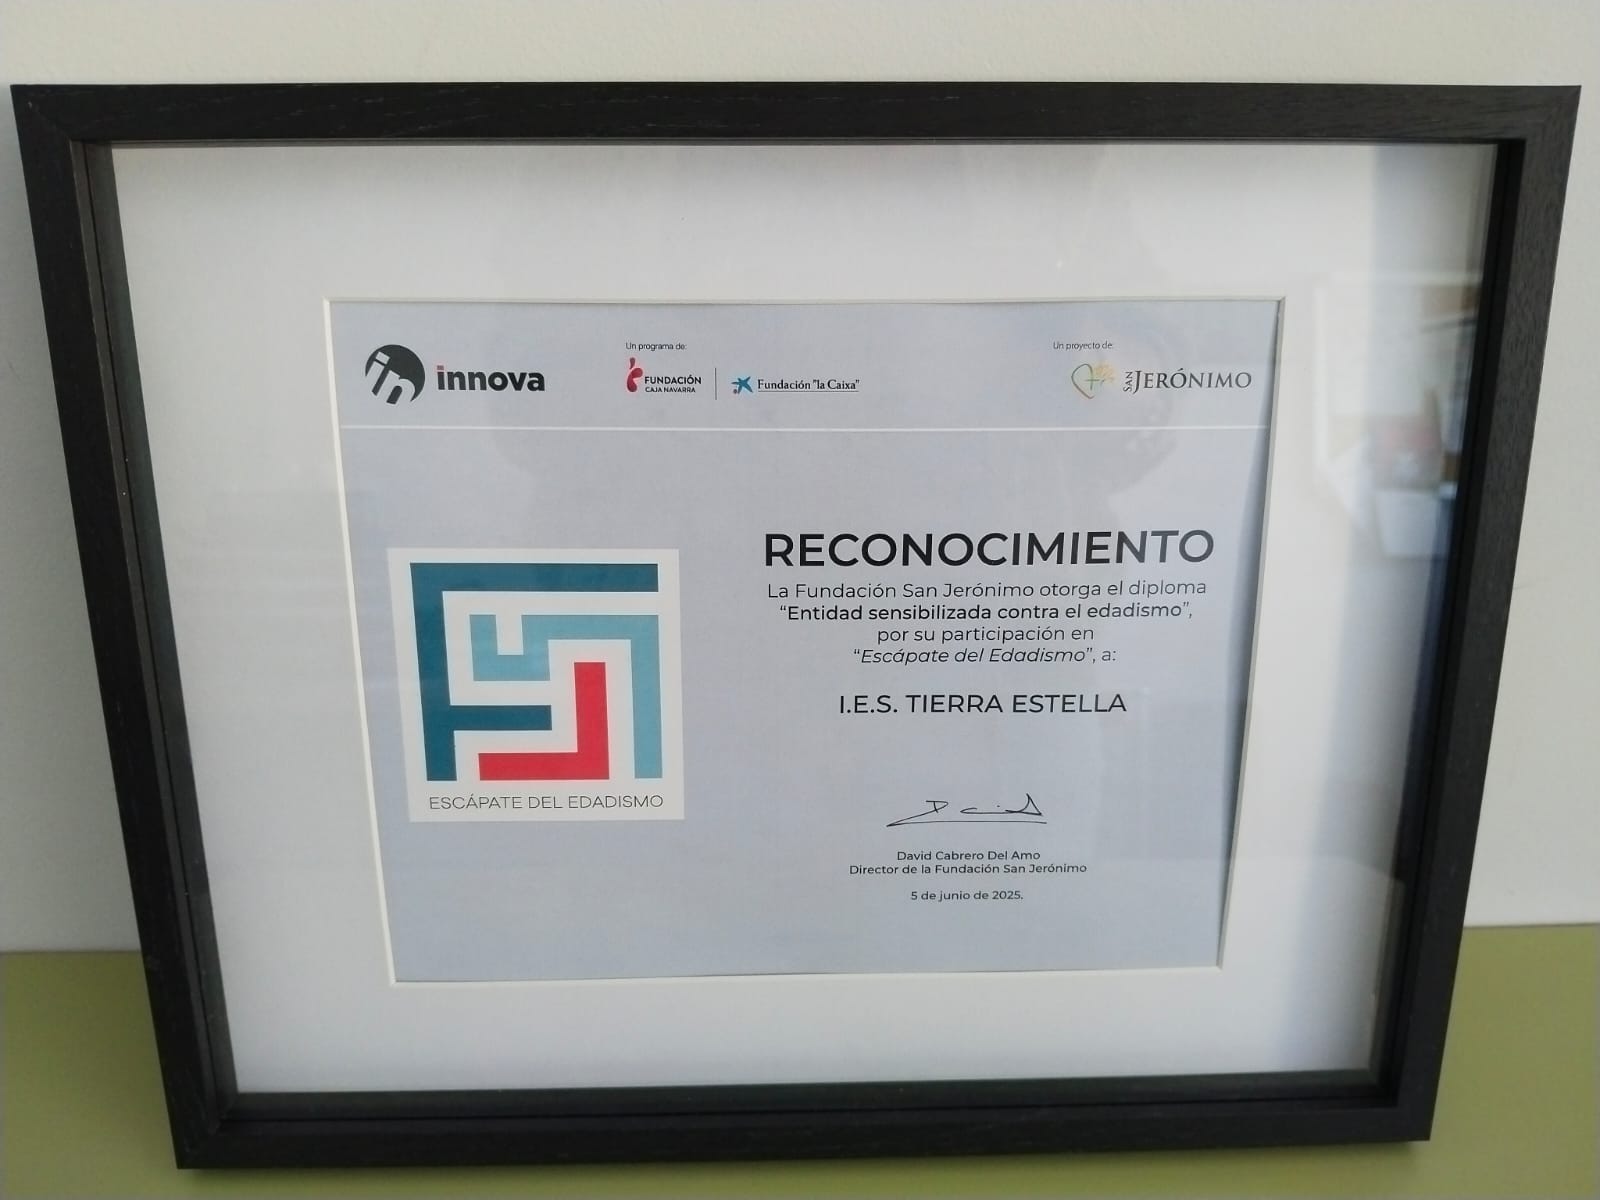 in innova
Un programa de:
FUNDACIÓN
CAJA NAVARRA
Fundación "la Caixa"
Un proyecto de:
SAN JERÓNIMO
RECONOCIMIENTO
La Fundación San Jerónimo otorga el diploma
“Entidad sensibilizada contra el edadismo”,
por su participación en
“Escápate del Edadismo”, a:
I.E.S. TIERRA ESTELLA
ESCÁPATE DEL EDADISMO
David Cabrero Del Amo
Director de la Fundación San Jerónimo
5 de junio de 2025.